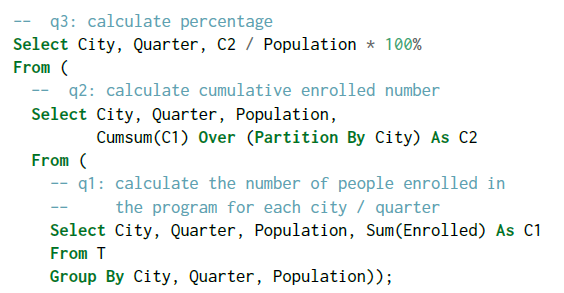 -- q3: calculate percentage
Select City, Quarter, C2 / Population * 100%
From (
-- q2: calculate cumulative enrolled number
Select City, Quarter, Population,
Cumsum(C1) Over (Partition By City) As C2
From (
-- q1: calculate the number of people enrolled in
-- the program for each city / quarter
Select City, Quarter, Population, Sum(Enrolled) As C1
From T
Group By City, Quarter, Population));